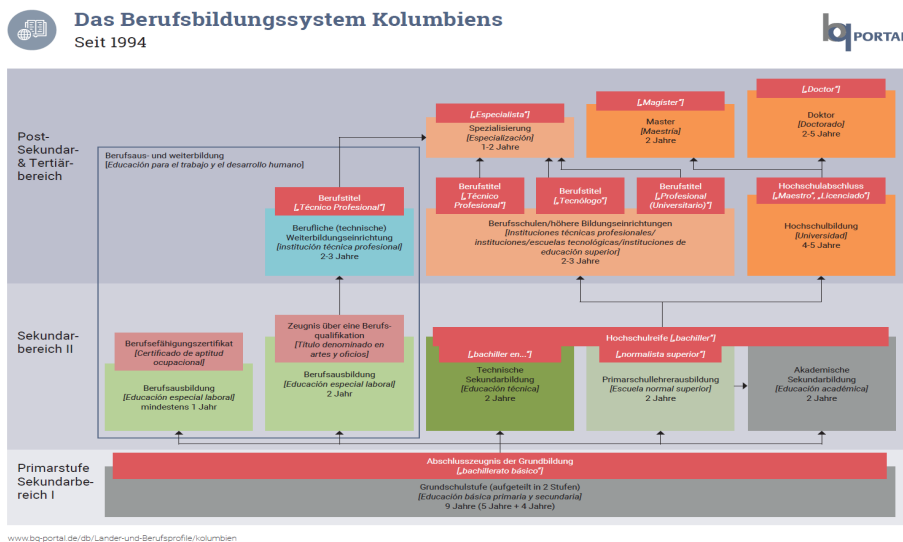 Das Berufsbildungssystem Kolumbiens
Seit 1994
bq PORTAL
Post-
Sekundar-
& Tertiär-
bereich
Berufsaus- und weiterbildung
[Educación para el trabajo y el desarrollo humano]
Berufstitel
[„Técnico Profesional"]
Berufliche (technische)
Weiterbildungseinrichtung
[institución técnica profesional]
2-3 Jahre
[„Especialista"]
Spezialisierung
[Especialización]
1-2 Jahre
[„Magíster"]
Master
[Maestría]
2 Jahre
[„Doctor"]
Doktor
[Doctorado]
2-5 Jahre
Berufstitel
[„Técnico
Profesional"]
Berufstitel
[„Tecnólogo"]
Berufstitel
[„Profesional
(Universitario)"]
Berufsschulen/höhere Bildungseinrichtungen
[Instituciones técnicas profesionales/
instituciones/escuelas tecnológicas/instituciones de
educación superior]
2-3 Jahre
Hochschulabschluss
[„Maestro", „Licenciado"]
Hochschulbildung
[Universidad]
4-5 Jahre
Sekundar-
bereich II
Berufsefähigungszertifikat
[Certificado de aptitud
ocupacional]
Berufsausbildung
[Educación especial laboral]
mindestens 1 Jahr
Zeugnis über eine Berufs-
qualifikation
[Título denominado en
artes y oficios]
Berufsausbildung
[Educación especial laboral]
2 Jahr
Hochschulreife [„bachiller"]
[„bachiller en..."]
Technische
Sekundarbildung
[Educación técnica]
2 Jahre
[„normalista superior"]
Primarschullehrerausbildung
[Escuela normal superior]
2 Jahre
Akademische
Sekundarbildung
[Educación académica]
2 Jahre
Primarstufe
Sekundarbe-
reich I
Abschlusszeugnis der Grundbildung
[„bachillerato básico"]
Grundschulstufe (aufgeteilt in 2 Stufen)
[Educación básica primaria y secundaria]
9 Jahre (5 Jahre + 4 Jahre)
www.bq-portal.de/db/Lander-und-Berufsprofile/kolumbien